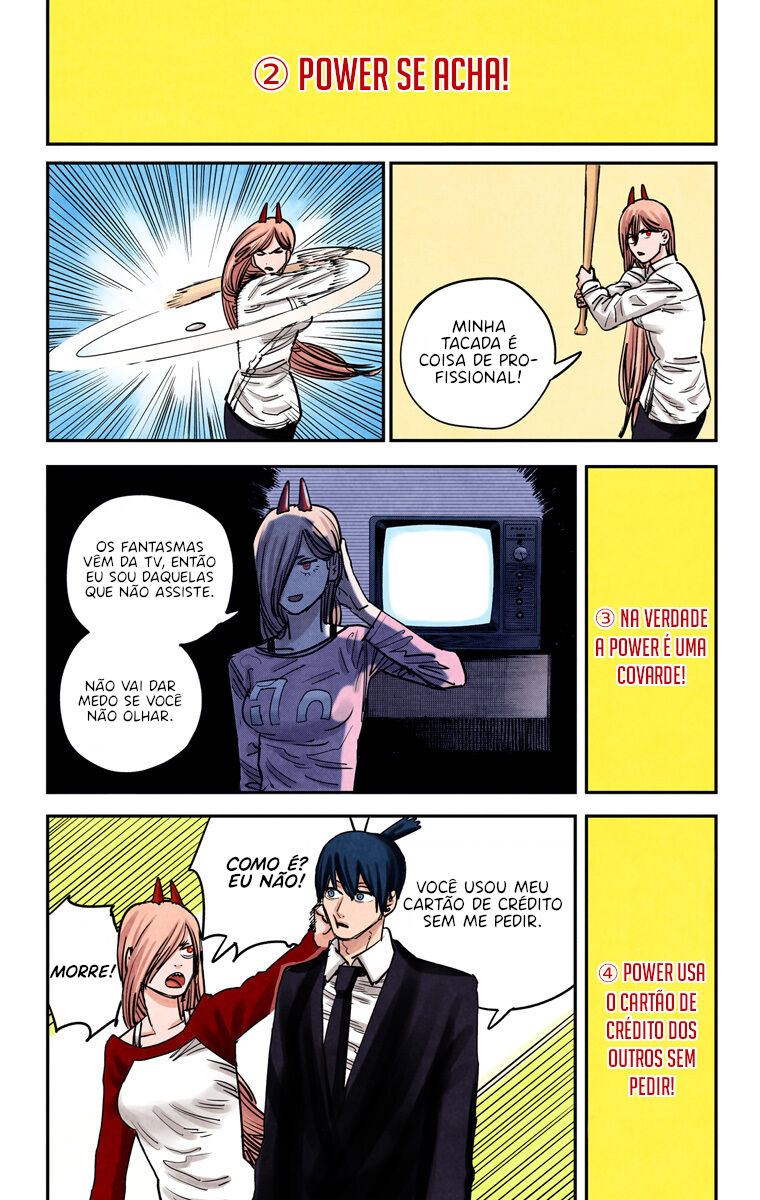 ② POWER SE ACHA!
MINHA
TACADA É
COISA DE PRO-
FISSIONAL!
③ NA VERDADE
A POWER É UMA
COVARDE!
OS FANTASMAS
VÊM DA TV, ENTÃO
EU SOU DAQUELAS
QUE NÃO ASSISTE.
NÃO VAI DAR
MEDO SE VOCÊ
NÃO OLHAR.
④ POWER USA
O CARTÃO DE
CRÉDITO DOS
OUTROS SEM
PEDIR!
VOCÊ USOU MEU
CARTÃO DE CRÉDITO
SEM ME PEDIR.
COMO É?
EU NÃO!
MORRE!